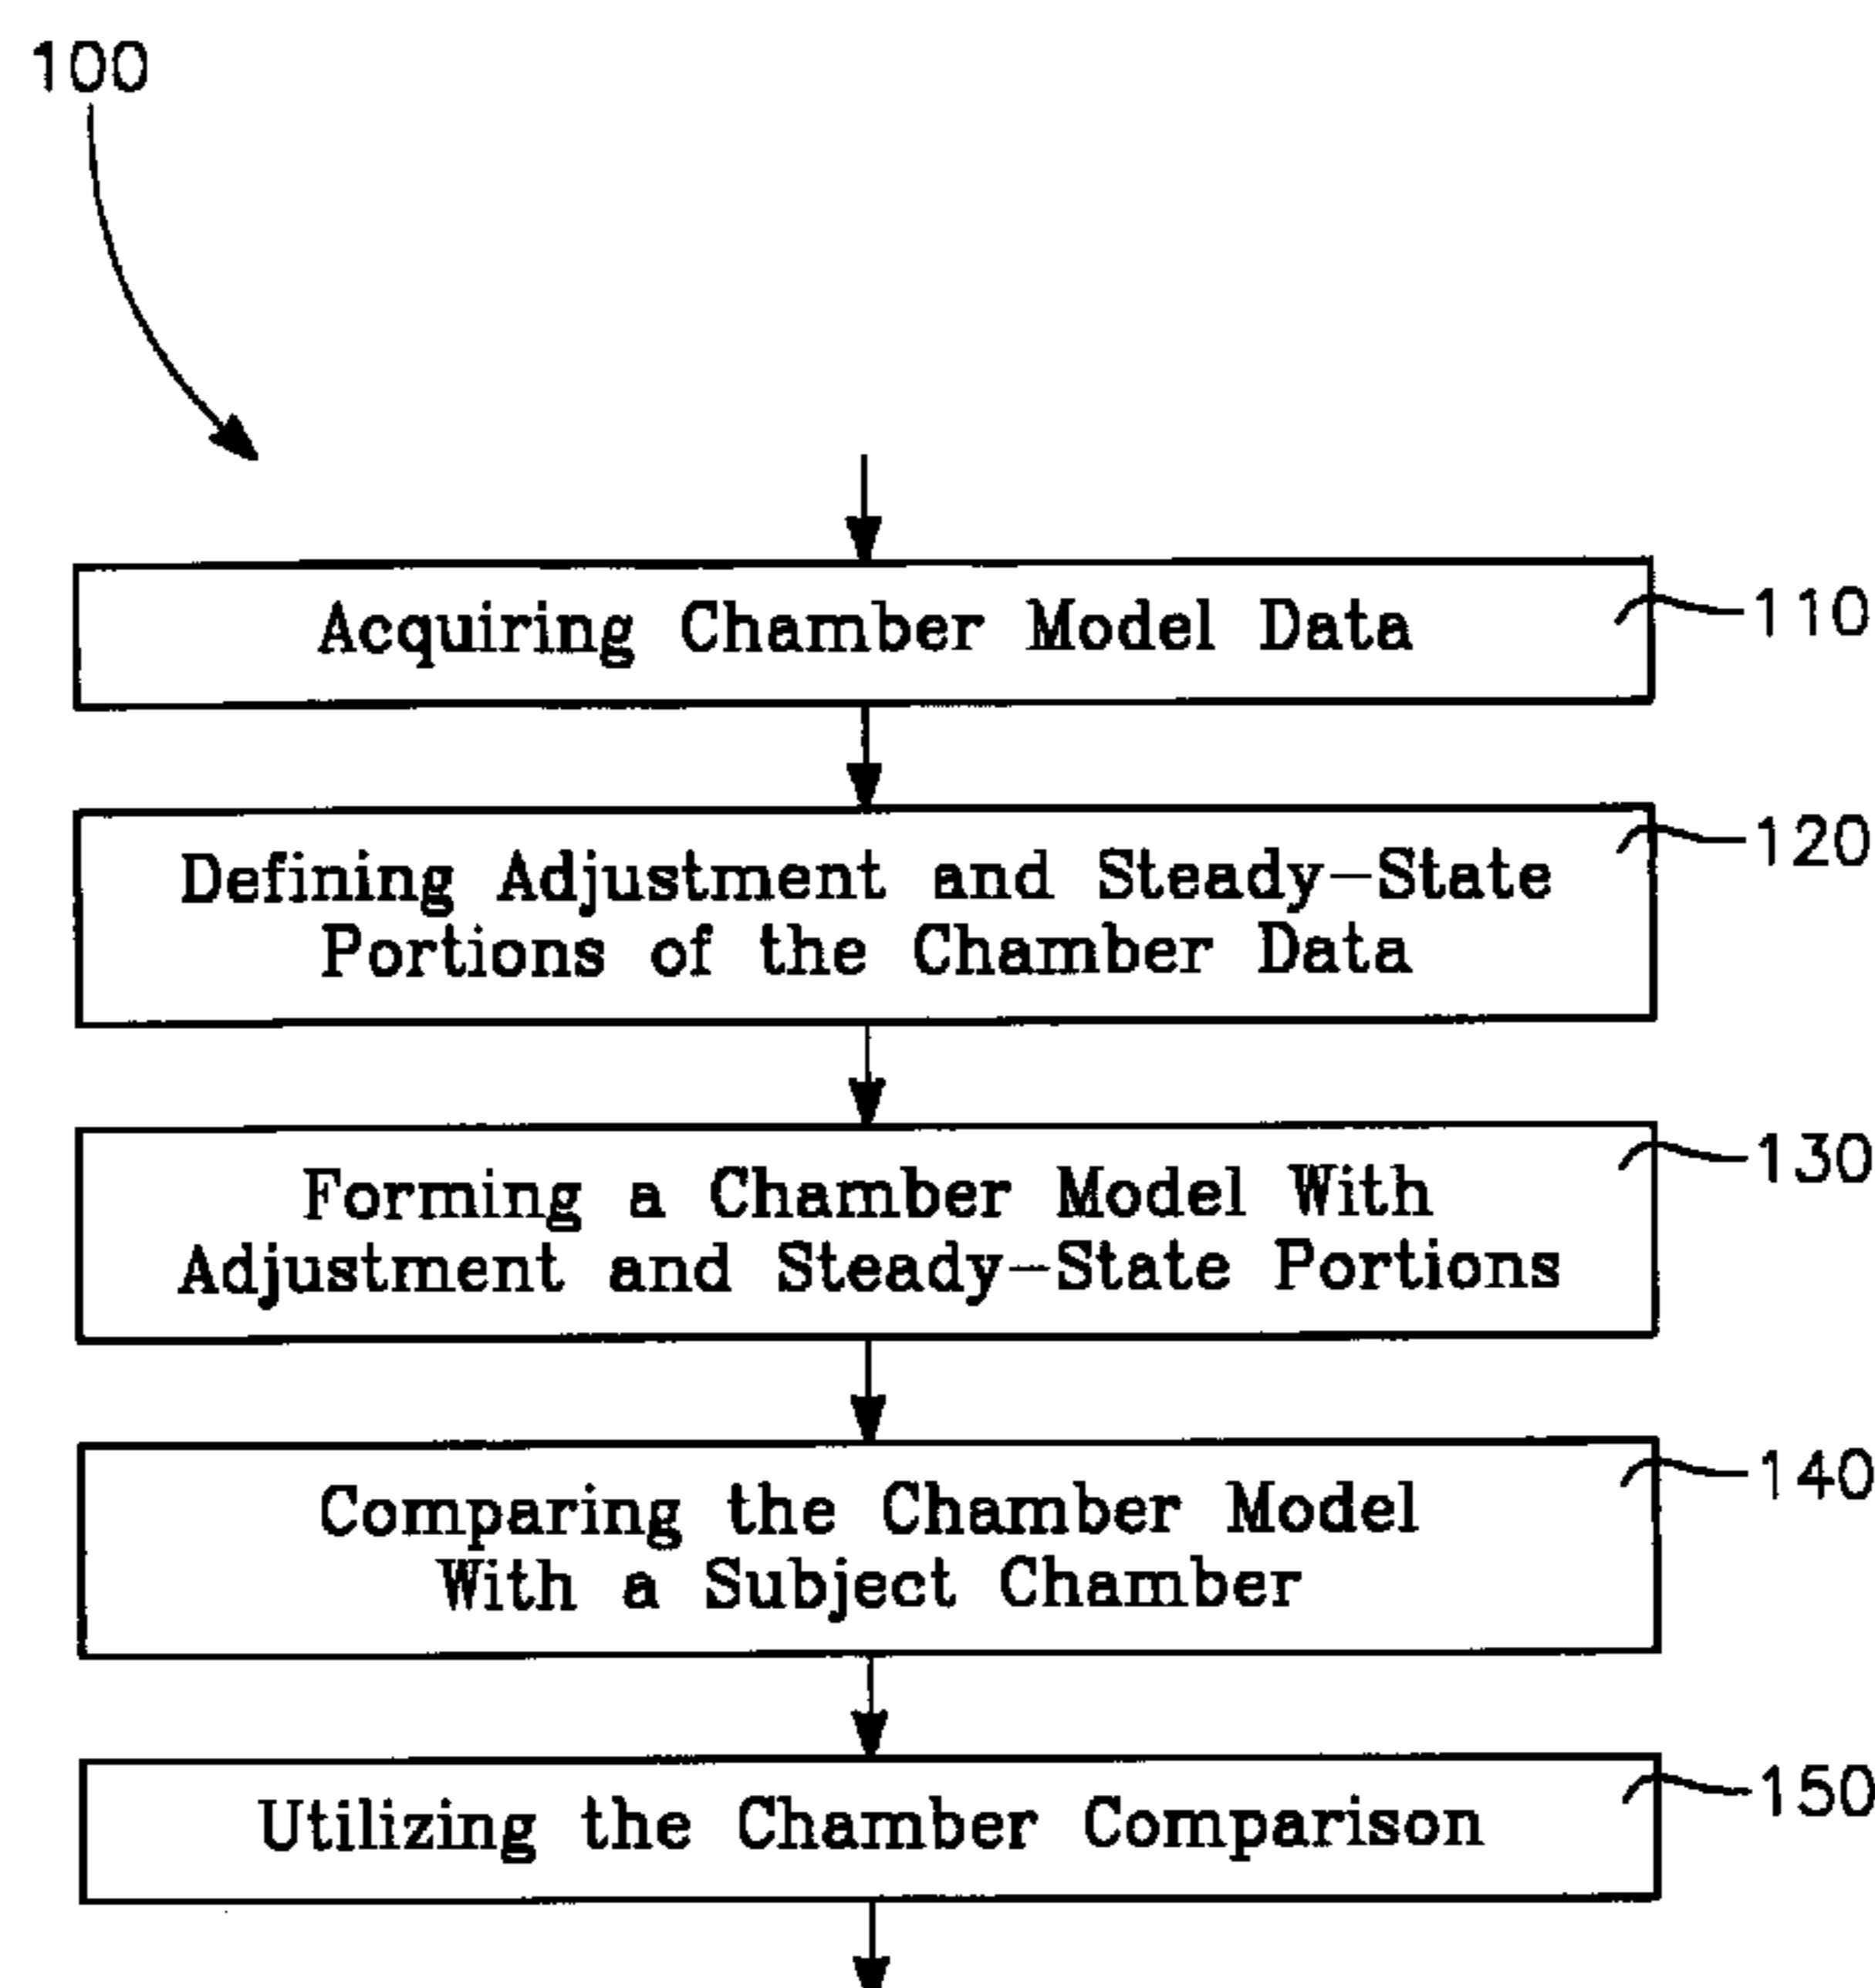 100
Acquiring Chamber Model Data
110
Defining Adjustment and Steady-State
Portions of the Chamber Data
120
Forming a Chamber Model With
Adjustment and Steady-State Portions
130
Comparing the Chamber Model
With a Subject Chamber
140
Utilizing the Chamber Comparison
150